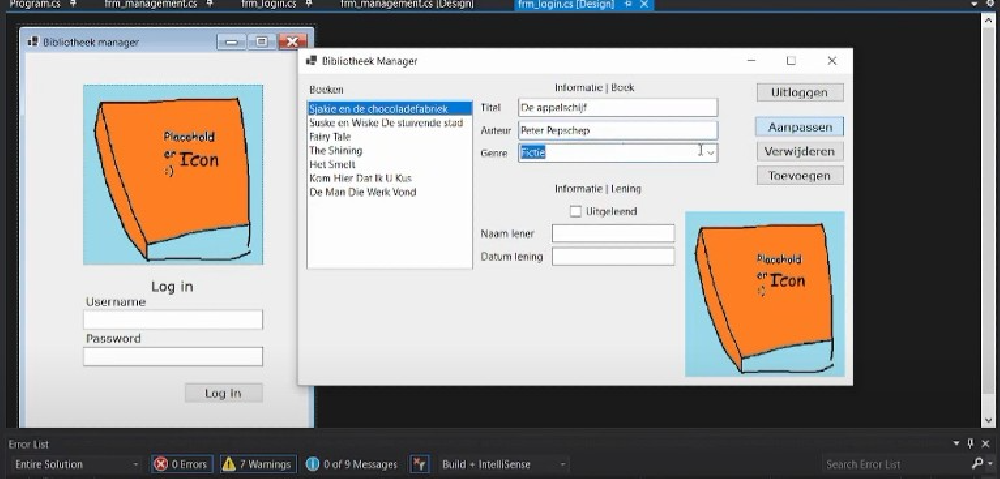 Program.cs frm_management.cs frm_login.cs frm_management.cs [Design] frm_login.cs [Design]
Bibliotheek manager
Placehold
er Icon
:)
Log in
Username
Password
Log in
Bibliotheek Manager
Boeken
Sjakie en de chocoladefabriek
Suske en Wiske De sturrende stad
Fairy Tale
The Shining
Het Smelt
Kom Hier Dat Ik U Kus
De Man Die Werk Vond
Informatie | Boek
Titel De appelschijf
Auteur Peter Pepschep
Genre Fictie
Informatie | Lening
Uitgeleend
Naam lener
Datum lening
Uitloggen
Aanpassen
Verwijderen
Toevoegen
Placehold
er Icon
:)
Error List
Entire Solution 0 Errors 7 Warnings 0 of 9 Messages Build + IntelliSense Search Error List